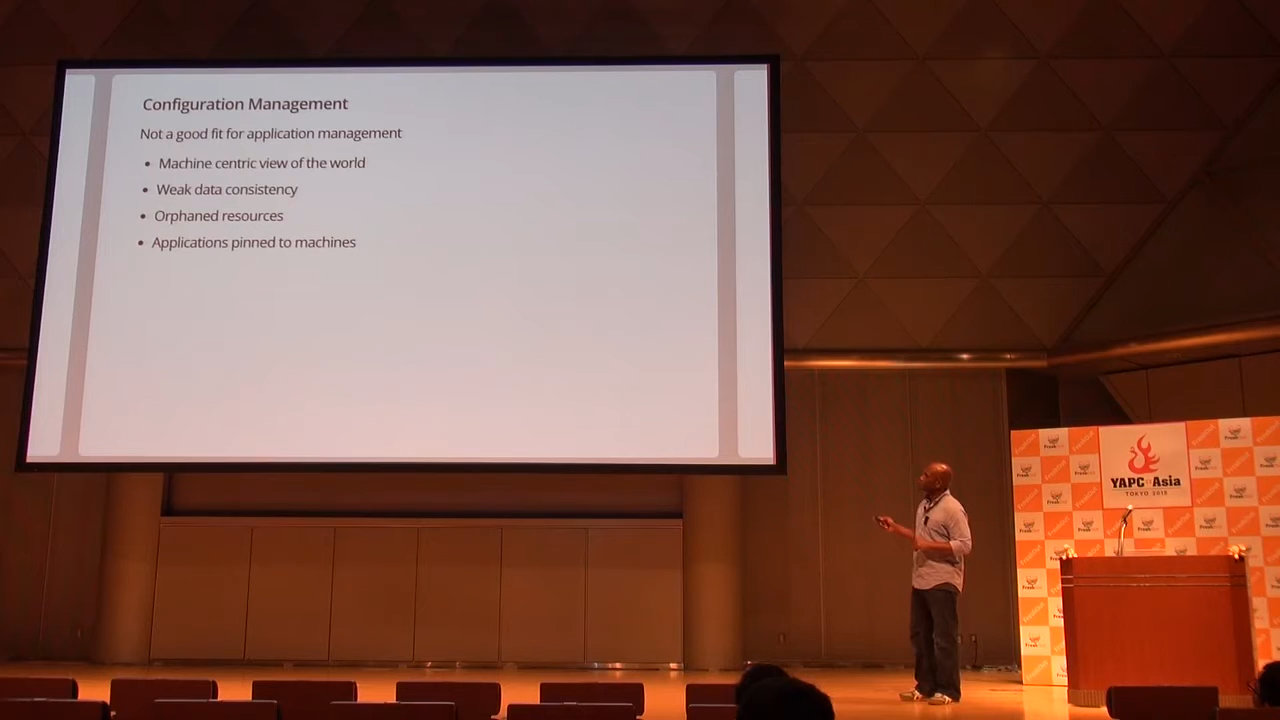 Configuration Management
Not a good fit for application management
• Machine centric view of the world
• Weak data consistency
• Orphaned resources
• Applications pinned to machines
YAPC Asia
TOKYO 2015
FreakOut